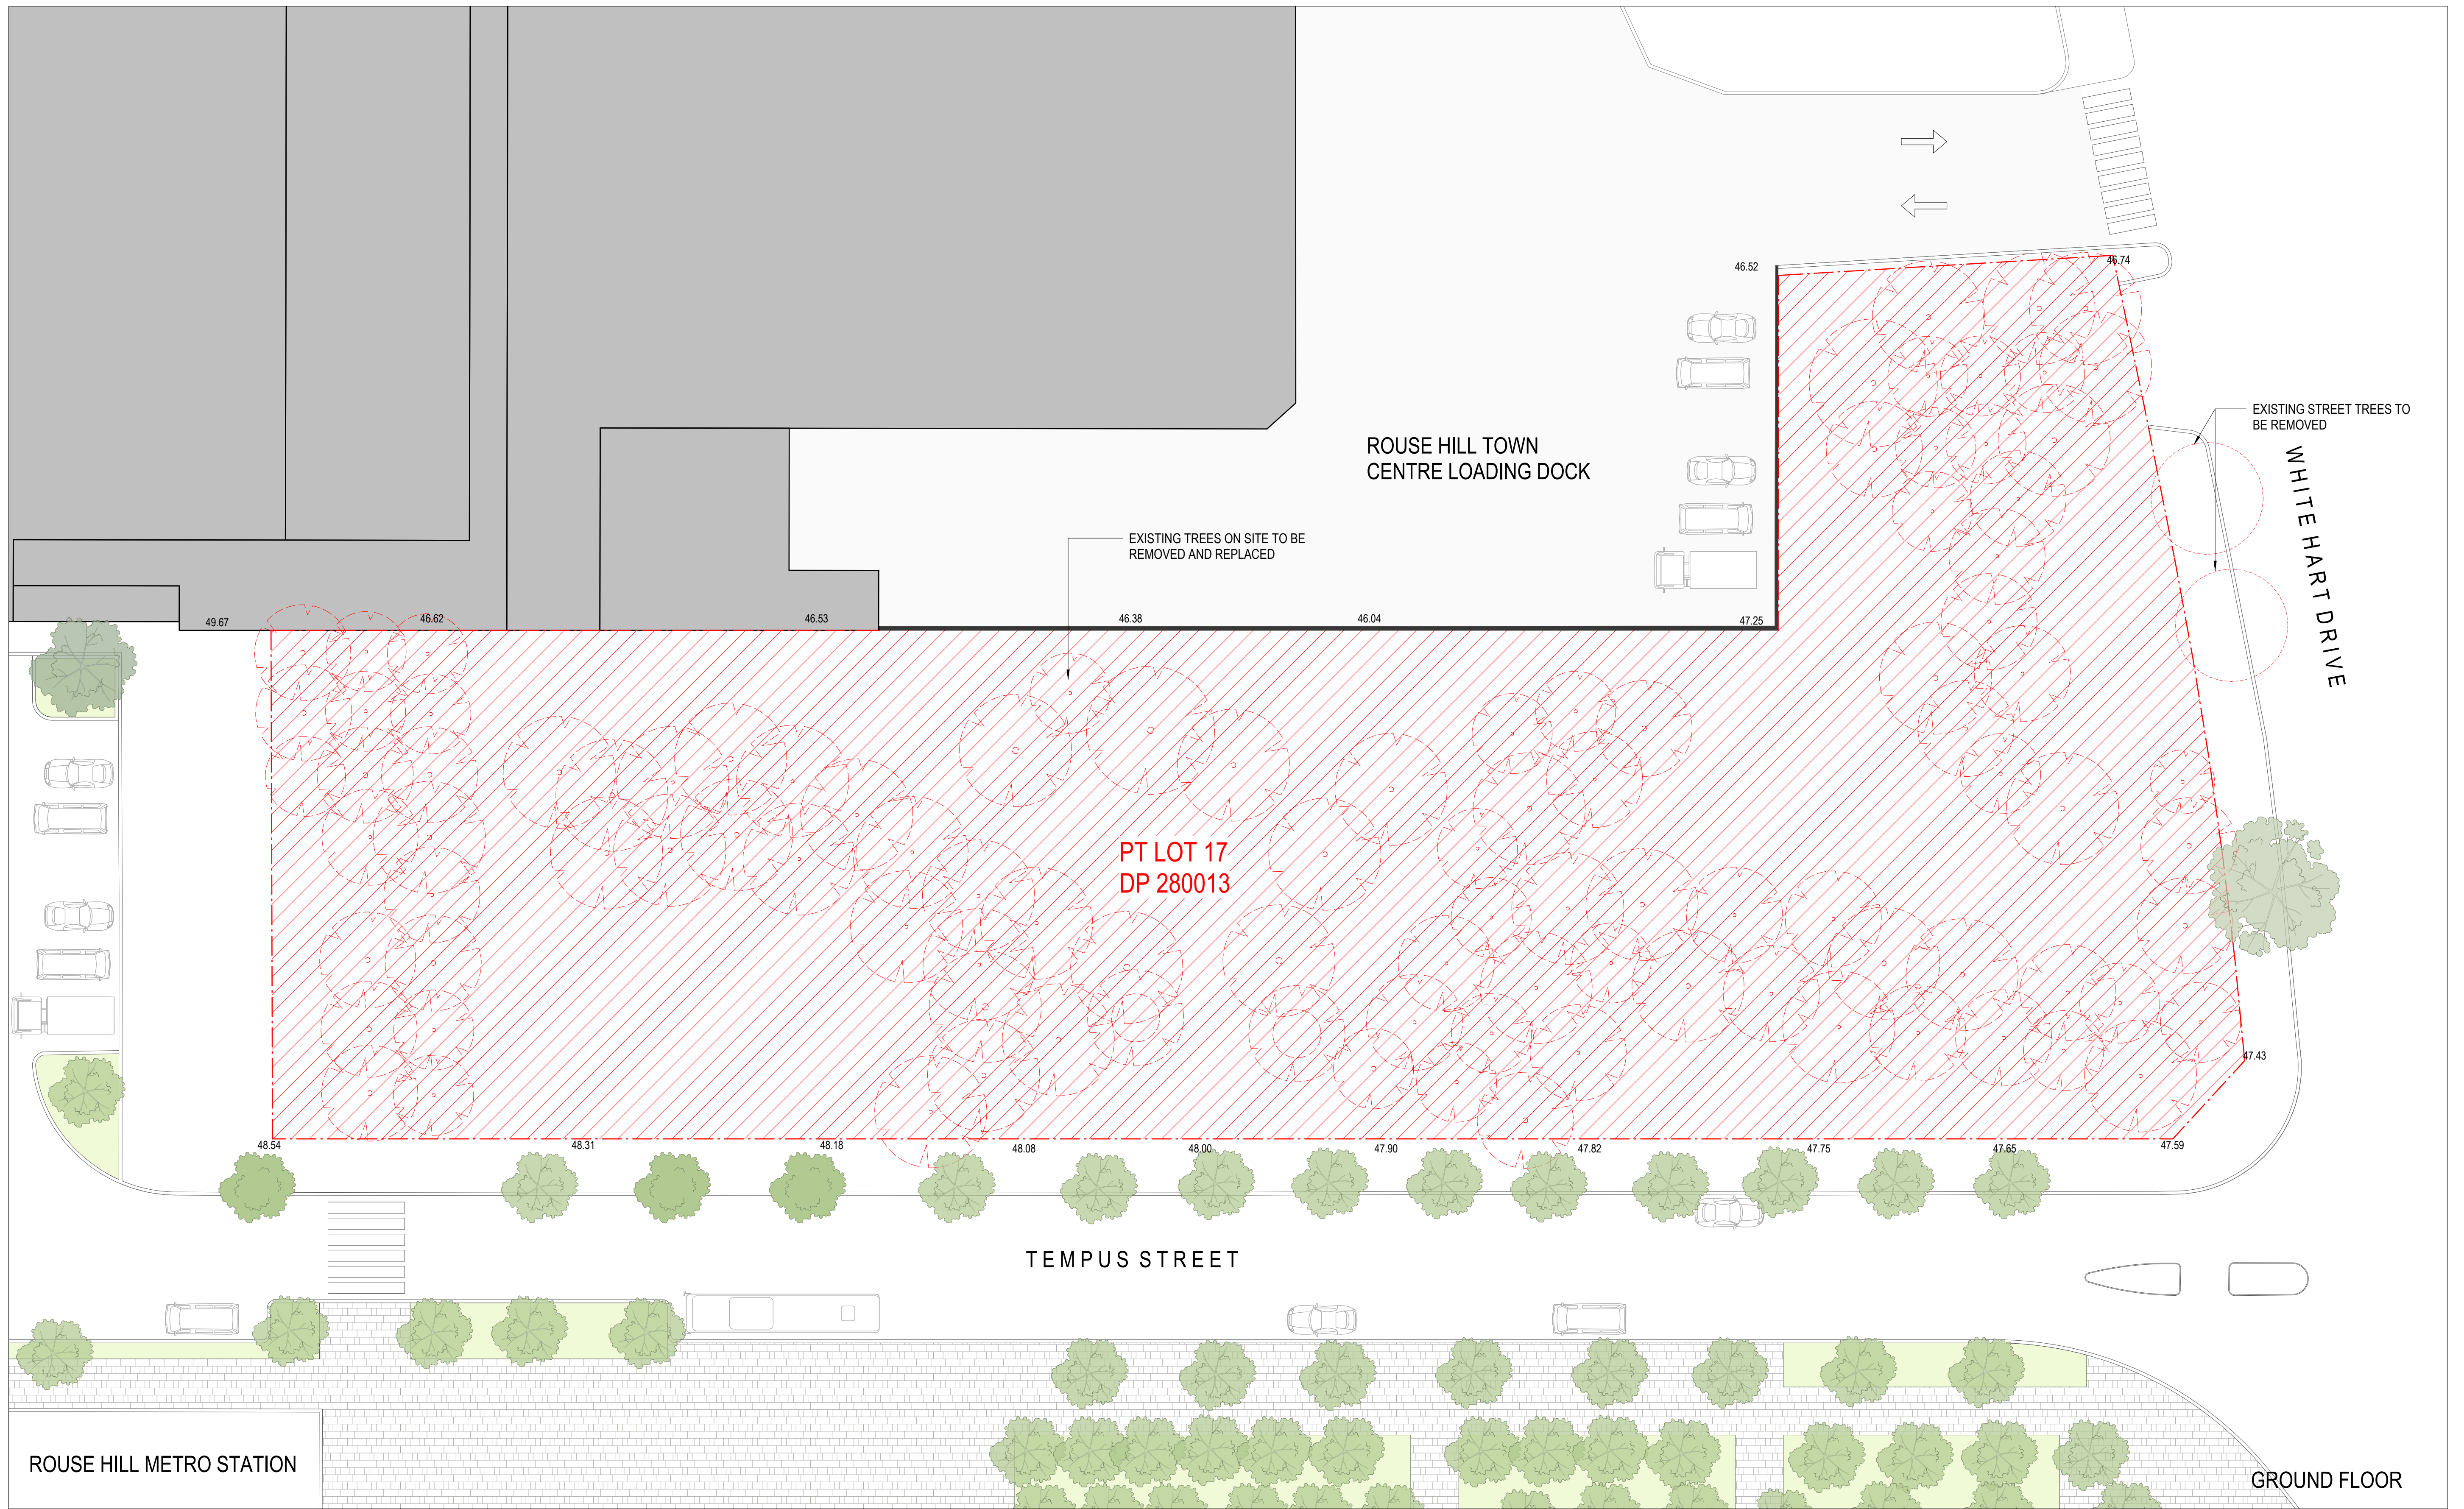 46.52
46.74
EXISTING STREET TREES TO
BE REMOVED
ROUSE HILL TOWN
CENTRE LOADING DOCK
WHITE HART DRIVE
EXISTING TREES ON SITE TO BE
REMOVED AND REPLACED
49.67
46.62
46.53
46.38
46.04
47.25
PT LOT 17
DP 280013
47.43
48.54
48.31
48.18
48.08
48.00
47.90
47.82
47.75
47.65
47.59
TEMPUS STREET
ROUSE HILL METRO STATION
GROUND FLOOR